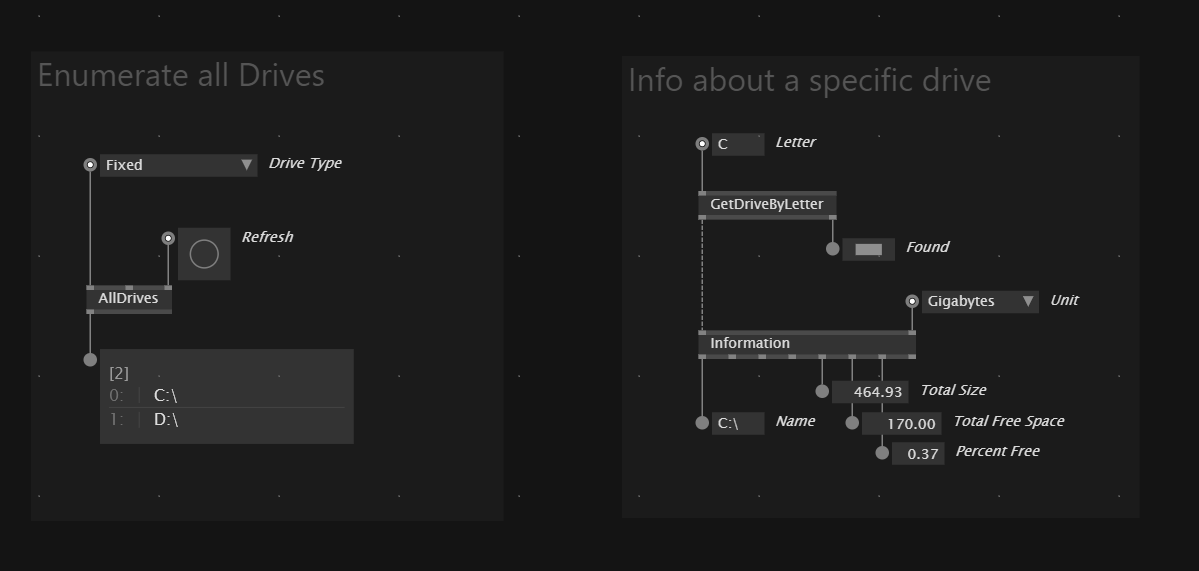 Enumerate all Drives
Fixed
Drive Type
Refresh
AllDrives
[2]
0: C:\
1: D:\
Info about a specific drive
C
Letter
GetDriveByLetter
Found
Gigabytes
Unit
Information
464.93
Total Size
C:\
Name
170.00
Total Free Space
0.37
Percent Free